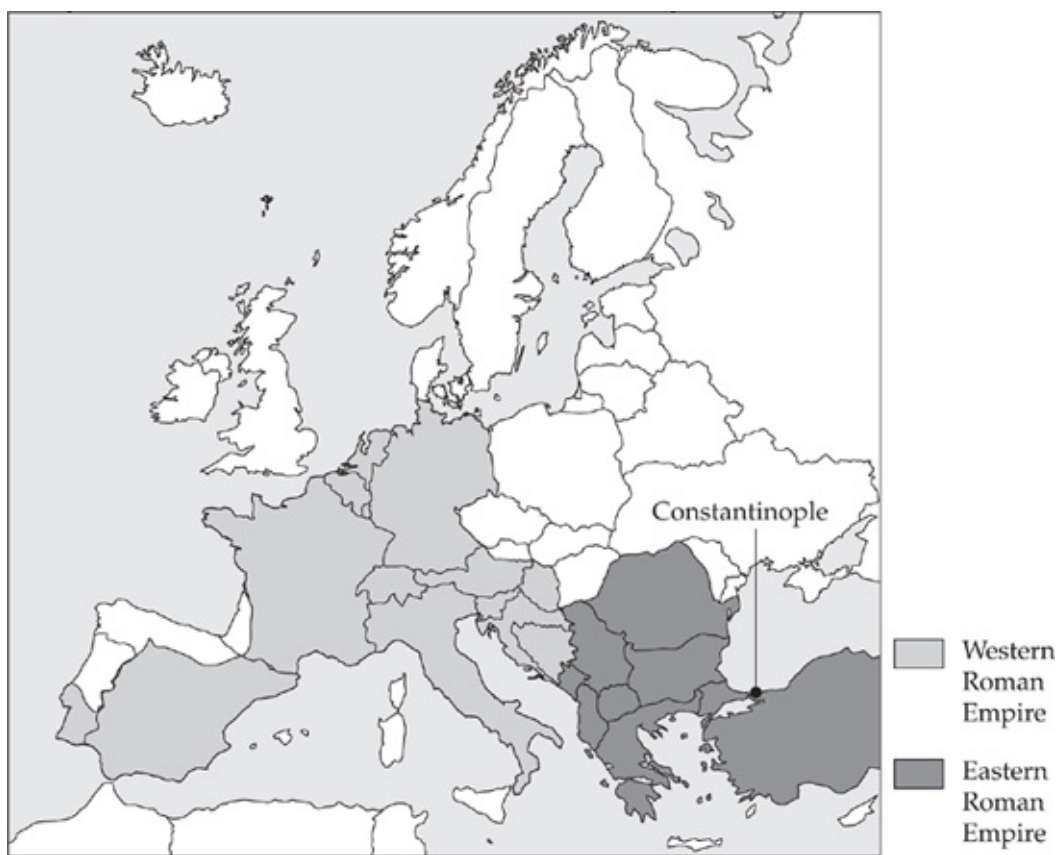 Constantinople
Western
Roman
Empire
Eastern
Roman
Empire